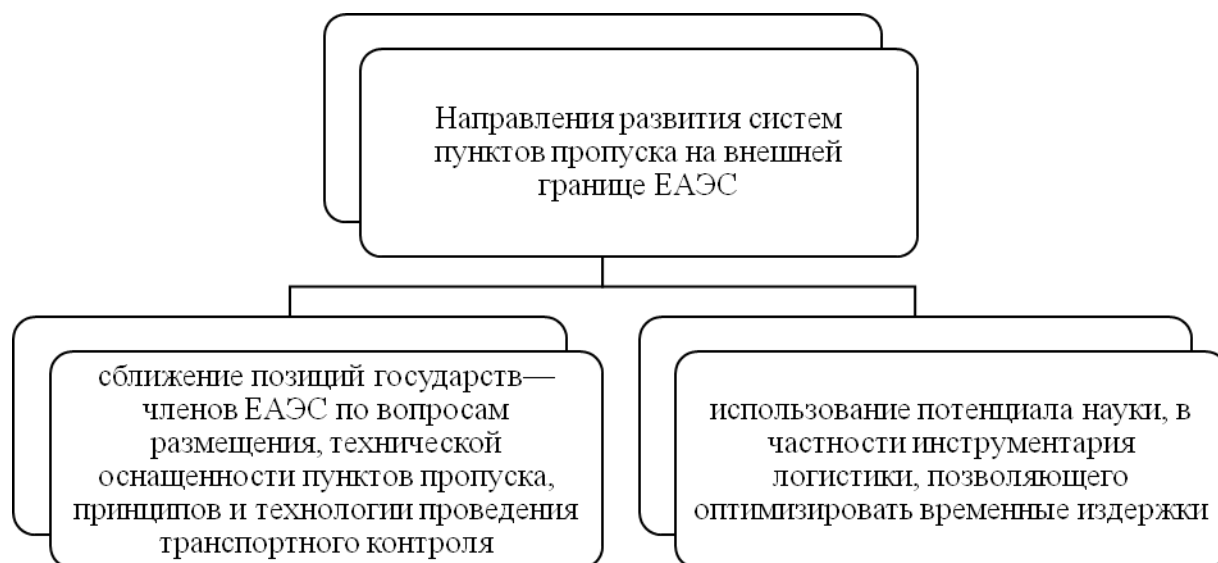 Направления развития систем
пунктов пропуска на внешней
границе ЕАЭС
сближение позиций государств—
членов ЕАЭС по вопросам
размещения, технической
оснащенности пунктов пропуска,
принципов и технологии проведения
транспортного контроля
использование потенциала науки, в
частности инструментария
логистики, позволяющего
оптимизировать временные издержки